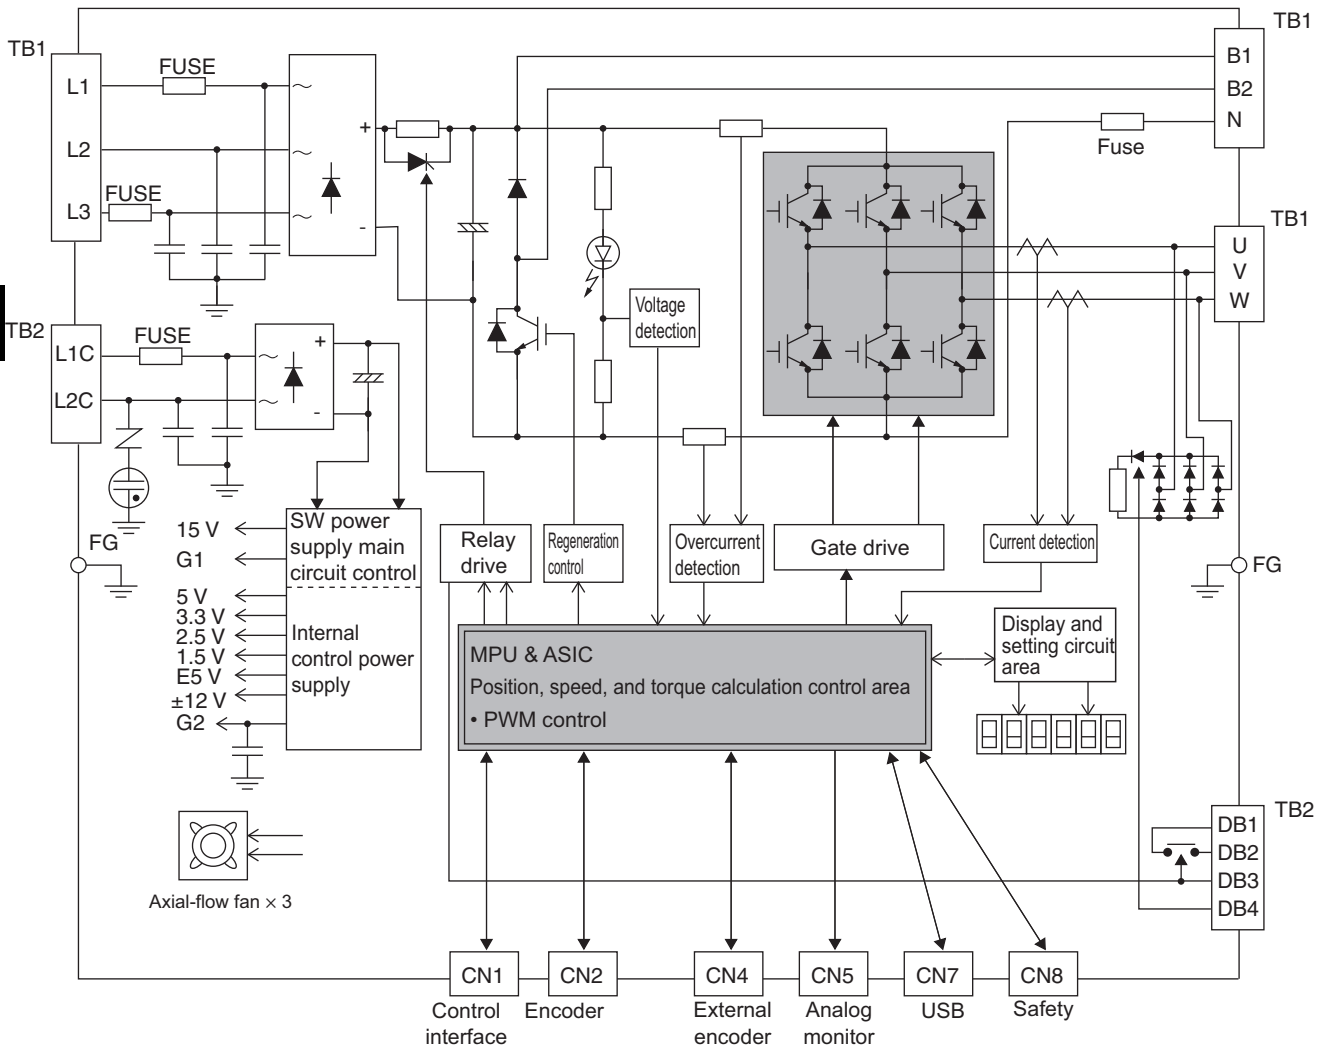 TB1
TB1
L1
FUSE
B1
B2
N
Fuse
L2
FUSE
L3
+
-
TB1
U
V
W
Voltage
detection
TB2
FUSE
L1C
L2C
+
-
FG
15 V
G1
5 V
3.3 V
2.5 V
1.5 V
E5 V
±12 V
G2
SW power
supply main
circuit control
Internal
control power
supply
Relay
drive
Regeneration
control
Overcurrent
detection
Gate drive
Current detection
FG
MPU & ASIC
Position, speed, and torque calculation control area
• PWM control
Display and
setting circuit
area
Axial-flow fan × 3
TB2
DB1
DB2
DB3
DB4
CN1
CN2
CN4
CN5
CN7
CN8
Control
interface
Encoder
External
encoder
Analog
monitor
USB
Safety